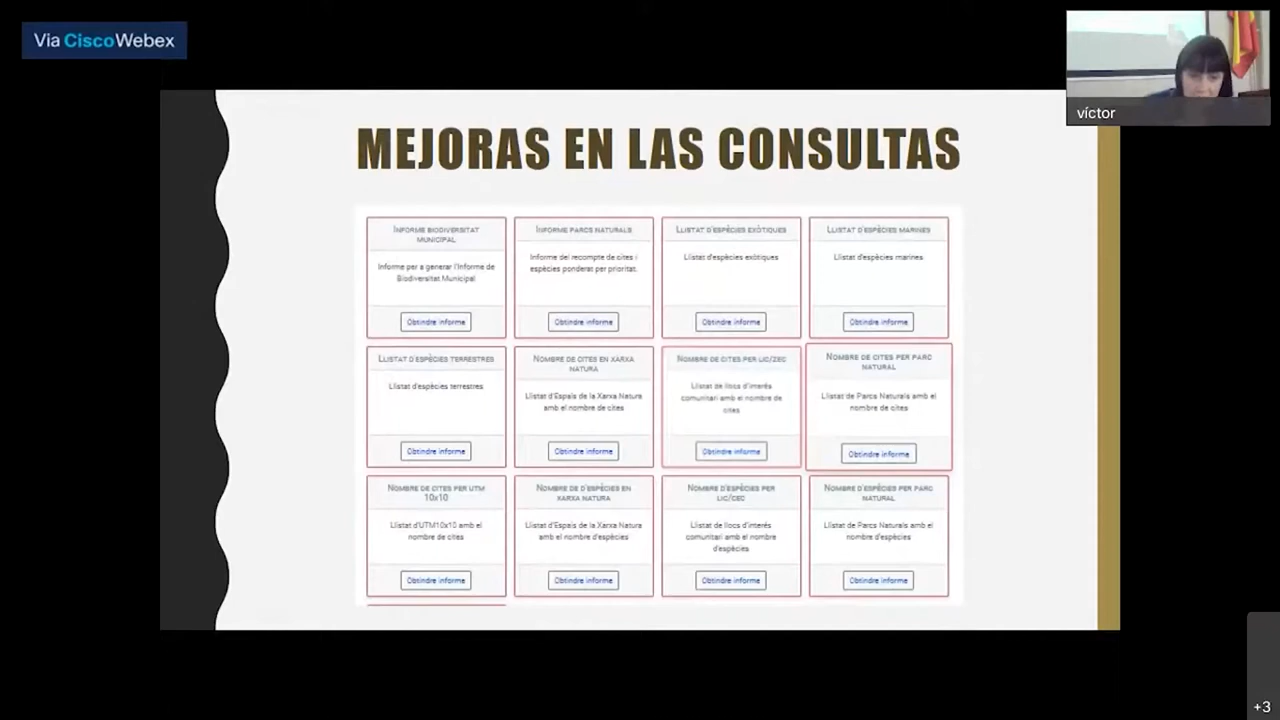 Via CiscoWebex
víctor
MEJORAS EN LAS CONSULTAS
INFORME BIODIVERSITAT
MUNICIPAL
Informe per a generar l'Informe de
Biodiversitat Municipal
Obtindre informe
INFORME PARCS NATURALS
Informe del recompte de cites i
espècies ponderat per prioritat.
Obtindre informe
LLISTAT D'ESPÈCIES EXÒTIQUES
Llistat d'espècies exòtiques
Obtindre informe
LLISTAT D'ESPÈCIES MARINES
Llistat d'espècies marines
Obtindre informe
LLISTAT D'ESPÈCIES TERRESTRES
Llistat d'espècies terrestres
Obtindre informe
NOMBRE DE CITES EN XARXA
NATURA
Llistat d'Espais de la Xarxa Natura
amb el nombre de cites
Obtindre informe
NOMBRE DE CITES PER LIC/ZEC
Llistat de llocs d'interés
comunitari amb el nombre de
cites
Obtindre informe
NOMBRE DE CITES PER PARC
NATURAL
Llistat de Parcs Naturals amb el
nombre de cites
Obtindre informe
NOMBRE DE CITES PER UTM
10x10
Llistat d'UTM10x10 amb el
nombre de cites
Obtindre informe
NOMBRE DE D'ESPÈCIES EN
XARXA NATURA
Llistat d'Espais de la Xarxa Natura
amb el nombre d'espècies
Obtindre informe
NOMBRE D'ESPÈCIES PER
LIC/CEC
Llistat de llocs d'interés
comunitari amb el nombre
d'espècies
Obtindre informe
NOMBRE D'ESPÈCIES PER PARC
NATURAL
Llistat de Parcs Naturals amb el
nombre d'espècies
Obtindre informe
+3